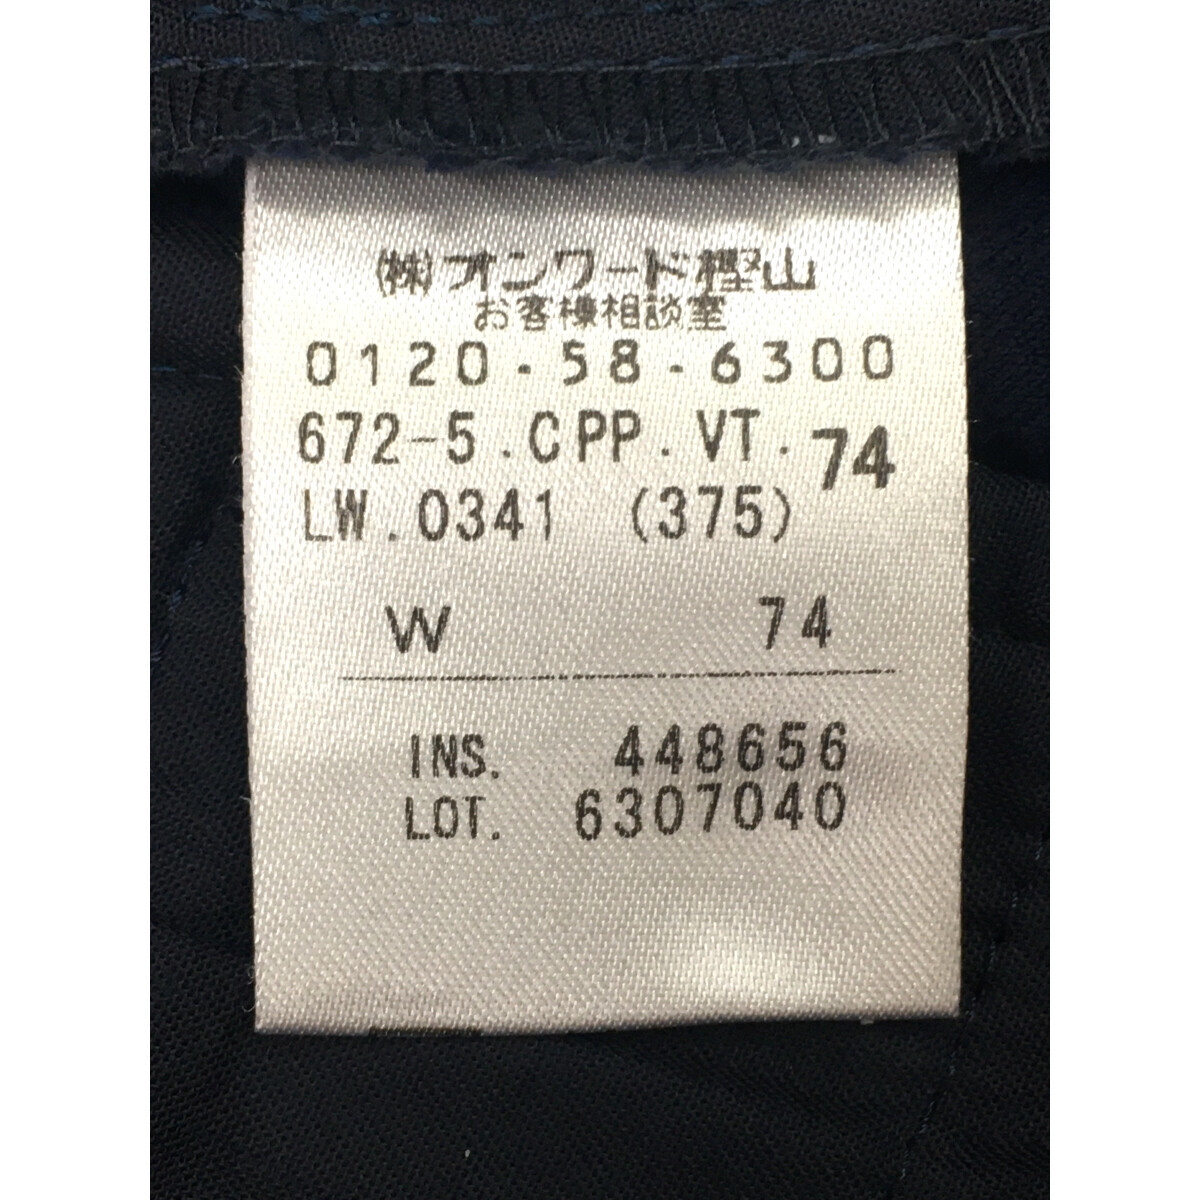 (株)オンワード樫山
お客様相談室
0120-58-6300
672-5.CPP.VT.74
LW.0341 (375)
W 74
INS. 448656
LOT. 6307040